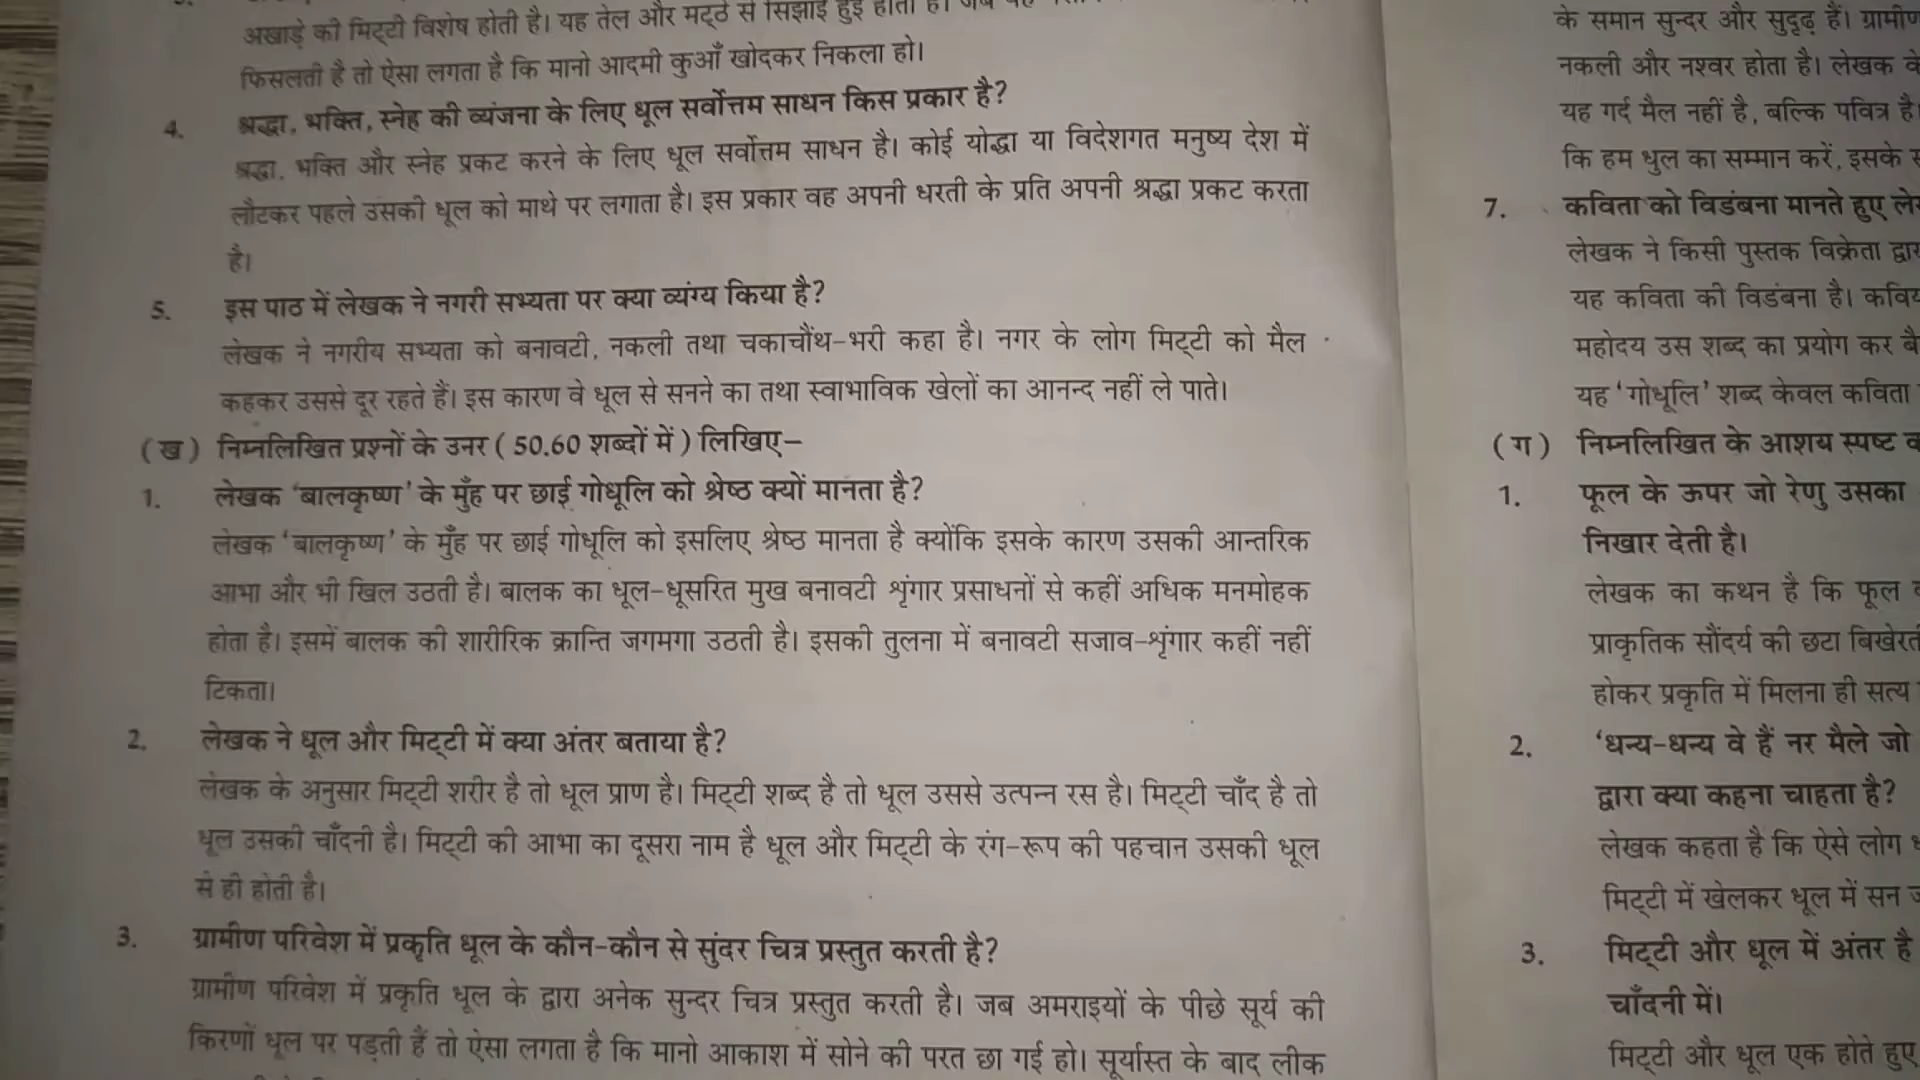 अखाड़े की मिट्टी विशेष होती है। यह तेल और मट्ठे से सिझाई हुई होती है। जब यह
फिसलती है तो ऐसा लगता है कि मानो आदमी कुआँ खोदकर निकला हो।
4. श्रद्धा, भक्ति, स्नेह की व्यंजना के लिए धूल सर्वोत्तम साधन किस प्रकार है?
श्रद्धा, भक्ति और स्नेह प्रकट करने के लिए धूल सर्वोत्तम साधन है। कोई योद्धा या विदेशगत मनुष्य देश में
लौटकर पहले उसकी धूल को माथे पर लगाता है। इस प्रकार वह अपनी धरती के प्रति अपनी श्रद्धा प्रकट करता
है।
5. इस पाठ में लेखक ने नगरी सभ्यता पर क्या व्यंग्य किया है?
लेखक ने नगरीय सभ्यता को बनावटी, नकली तथा चकाचौंध-भरी कहा है। नगर के लोग मिट्टी को मैल
कहकर उससे दूर रहते हैं। इस कारण वे धूल से सनने का तथा स्वाभाविक खेलों का आनन्द नहीं ले पाते।
(ख) निम्नलिखित प्रश्नों के उनर (50.60 शब्दों में) लिखिए–
1. लेखक 'बालकृष्ण' के मुँह पर छाई गोधूलि को श्रेष्ठ क्यों मानता है?
लेखक 'बालकृष्ण' के मुँह पर छाई गोधूलि को इसलिए श्रेष्ठ मानता है क्योंकि इसके कारण उसकी आन्तरिक
आभा और भी खिल उठती है। बालक का धूल-धूसरित मुख बनावटी शृंगार प्रसाधनों से कहीं अधिक मनमोहक
होता है। इसमें बालक की शारीरिक क्रान्ति जगमगा उठती है। इसकी तुलना में बनावटी सजाव-शृंगार कहीं नहीं
टिकता।
2. लेखक ने धूल और मिट्टी में क्या अंतर बताया है?
लेखक के अनुसार मिट्टी शरीर है तो धूल प्राण है। मिट्टी शब्द है तो धूल उससे उत्पन्न रस है। मिट्टी चाँद है तो
धूल उसकी चाँदनी है। मिट्टी की आभा का दूसरा नाम है धूल और मिट्टी के रंग-रूप की पहचान उसकी धूल
से ही होती है।
3. ग्रामीण परिवेश में प्रकृति धूल के कौन-कौन से सुंदर चित्र प्रस्तुत करती है?
ग्रामीण परिवेश में प्रकृति धूल के द्वारा अनेक सुन्दर चित्र प्रस्तुत करती है। जब अमराइयों के पीछे सूर्य की
किरणों धूल पर पड़ती हैं तो ऐसा लगता है कि मानो आकाश में सोने की परत छा गई हो। सूर्यास्त के बाद लीक
के समान सुन्दर और सुदृढ़ हैं। ग्रामीण
नकली और नश्वर होता है। लेखक
यह गर्द मैल नहीं है, बल्कि पवित्र है।
कि हम धुल का सम्मान करें, इसके
7. कविता को विडंबना मानते हुए
लेखक ने किसी पुस्तक विक्रेता
यह कविता की विडंबना है।
महोदय उस शब्द का प्रयोग कर
यह 'गोधूलि' शब्द केवल कविता
(ग) निम्नलिखित के आशय स्पष्ट
1. फूल के ऊपर जो रेणु उसका
निखार देती है।
लेखक का कथन है कि फूल
प्राकृतिक सौंदर्य की छटा
होकर प्रकृति में मिलना ही सत्य
2. 'धन्य-धन्य वे हैं नर मैले जो
द्वारा क्या कहना चाहता है?
लेखक कहता है कि ऐसे लोग
मिट्टी में खेलकर धूल में सन
3. मिट्टी और धूल में अंतर है
चाँदनी में।
मिट्टी और धूल एक होते हुए